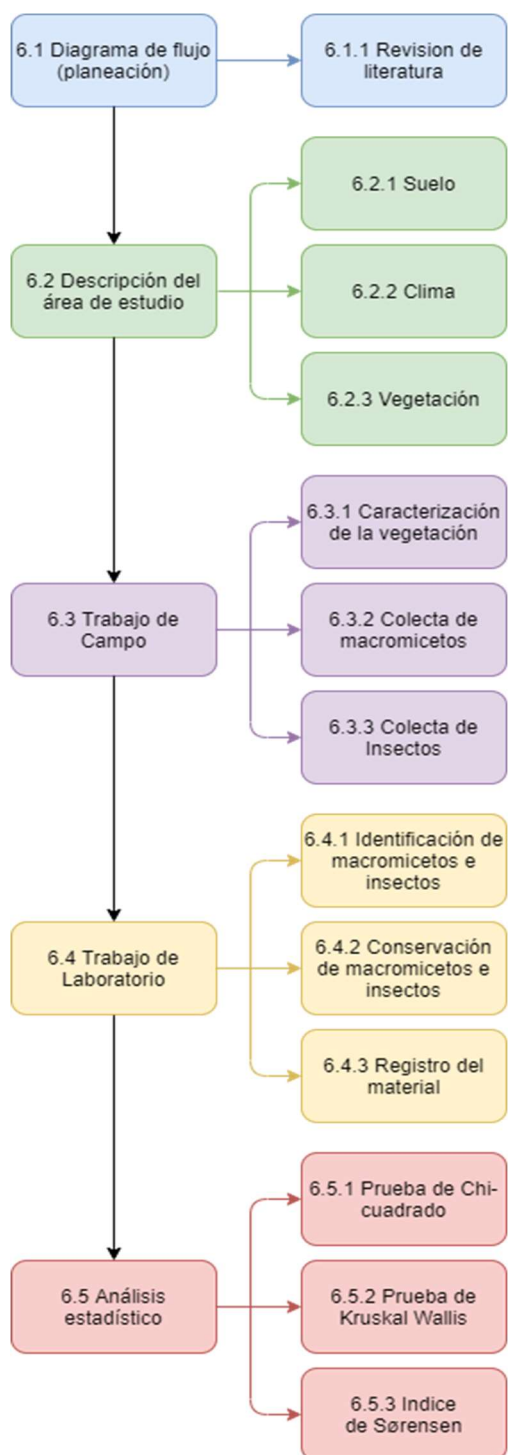 6.1 Diagrama de flujo
(planeación)
6.1.1 Revision de
literatura
6.2 Descripción del
área de estudio
6.2.1 Suelo
6.2.2 Clima
6.2.3 Vegetación
6.3 Trabajo de
Campo
6.3.1 Caracterización
de la vegetación
6.3.2 Colecta de
macromicetos
6.3.3 Colecta de
Insectos
6.4 Trabajo de
Laboratorio
6.4.1 Identificación de
macromicetos e
insectos
6.4.2 Conservación
de macromicetos e
insectos
6.4.3 Registro del
material
6.5 Análisis
estadístico
6.5.1 Prueba de Chi-
cuadrado
6.5.2 Prueba de
Kruskal Wallis
6.5.3 Indice
de Sørensen